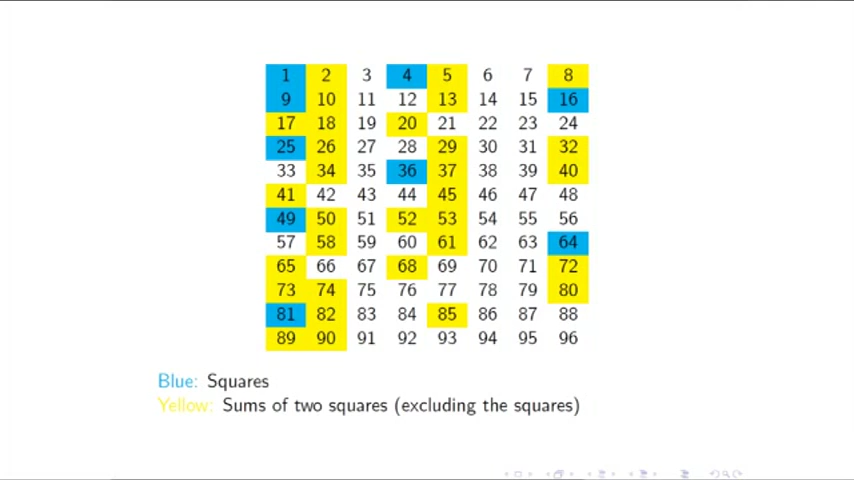 1 2 3 4 5 6 7 8
9 10 11 12 13 14 15 16
17 18 19 20 21 22 23 24
25 26 27 28 29 30 31 32
33 34 35 36 37 38 39 40
41 42 43 44 45 46 47 48
49 50 51 52 53 54 55 56
57 58 59 60 61 62 63 64
65 66 67 68 69 70 71 72
73 74 75 76 77 78 79 80
81 82 83 84 85 86 87 88
89 90 91 92 93 94 95 96
Blue: Squares
Yellow: Sums of two squares (excluding the squares)